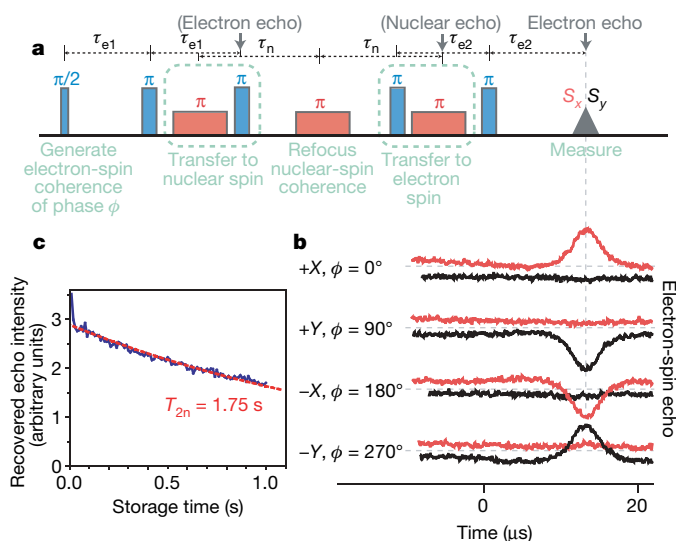 (Electron echo) (Nuclear echo) Electron echo
a
τe1 τe1 τn τn τe2 τe2
π/2 π π π π π π π
Sx Sy
Generate electron-spin coherence of phase ϕ
Transfer to nuclear spin
Refocus nuclear-spin coherence
Transfer to electron spin
Measure
c
Recovered echo intensity
(arbitrary units)
3
2
1
0
T2n = 1.75 s
0.0 0.5 1.0
Storage time (s)
b
+X, ϕ = 0°
+Y, ϕ = 90°
−X, ϕ = 180°
−Y, ϕ = 270°
Electron-spin echo
0 20
Time (μs)